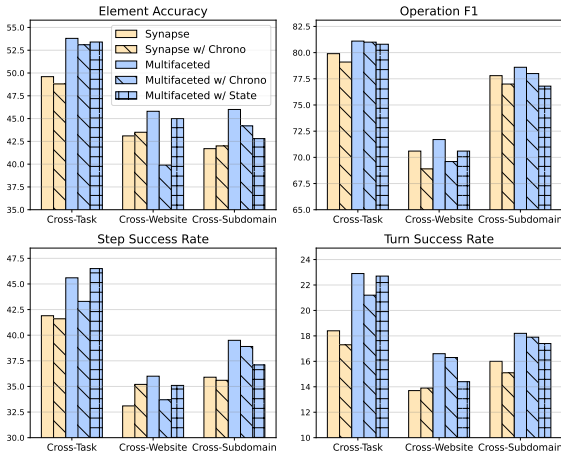 Element Accuracy
55.0
52.5
50.0
47.5
45.0
42.5
40.0
37.5
35.0
Synapse
Synapse w/ Chrono
Multifaceted
Multifaceted w/ Chrono
Multifaceted w/ State
Cross-Task Cross-Website Cross-Subdomain
Operation F1
82.5
80.0
77.5
75.0
72.5
70.0
67.5
65.0
Cross-Task Cross-Website Cross-Subdomain
Step Success Rate
47.5
45.0
42.5
40.0
37.5
35.0
32.5
30.0
Cross-Task Cross-Website Cross-Subdomain
Turn Success Rate
24
22
20
18
16
14
12
10
Cross-Task Cross-Website Cross-Subdomain